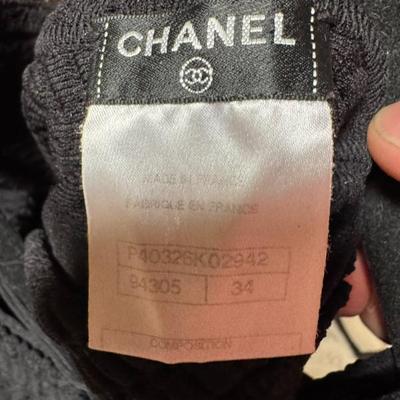 CHANEL
MADE IN FRANCE
FABRIQUE EN FRANCE
P40326K02942
94305 34
COMPOSITION